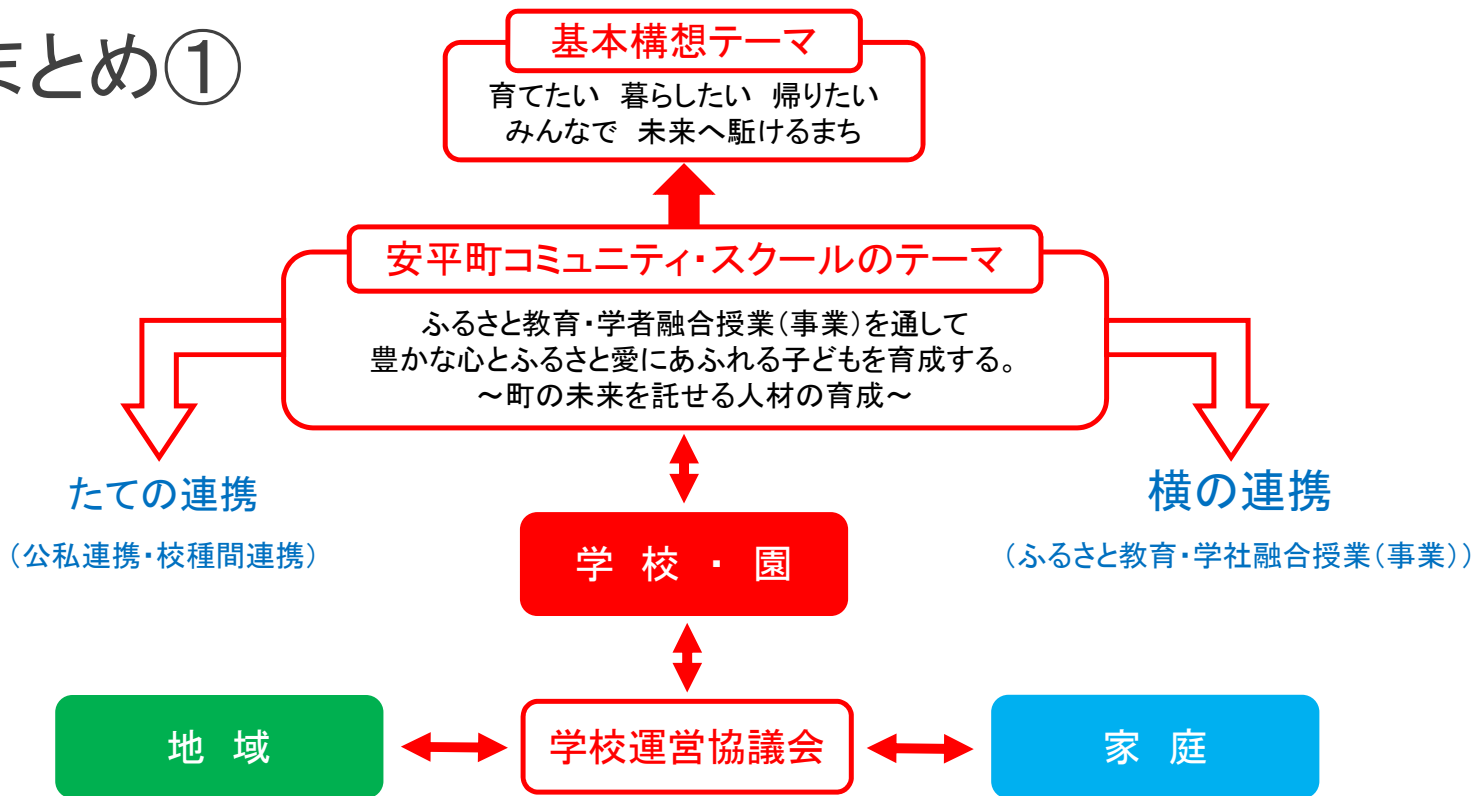 まとめ①
基本構想テーマ
育てたい 暮らしたい 帰りたい
みんなで 未来へ駈けるまち
安平町コミュニティ・スクールのテーマ
ふるさと教育・学者融合授業(事業)を通して
豊かな心とふるさと愛にあふれる子どもを育成する。
～町の未来を託せる人材の育成～
たての連携
(公私連携・校種間連携)
横の連携
(ふるさと教育・学社融合授業(事業))
学 校 ・ 園
地 域
学校運営協議会
家 庭